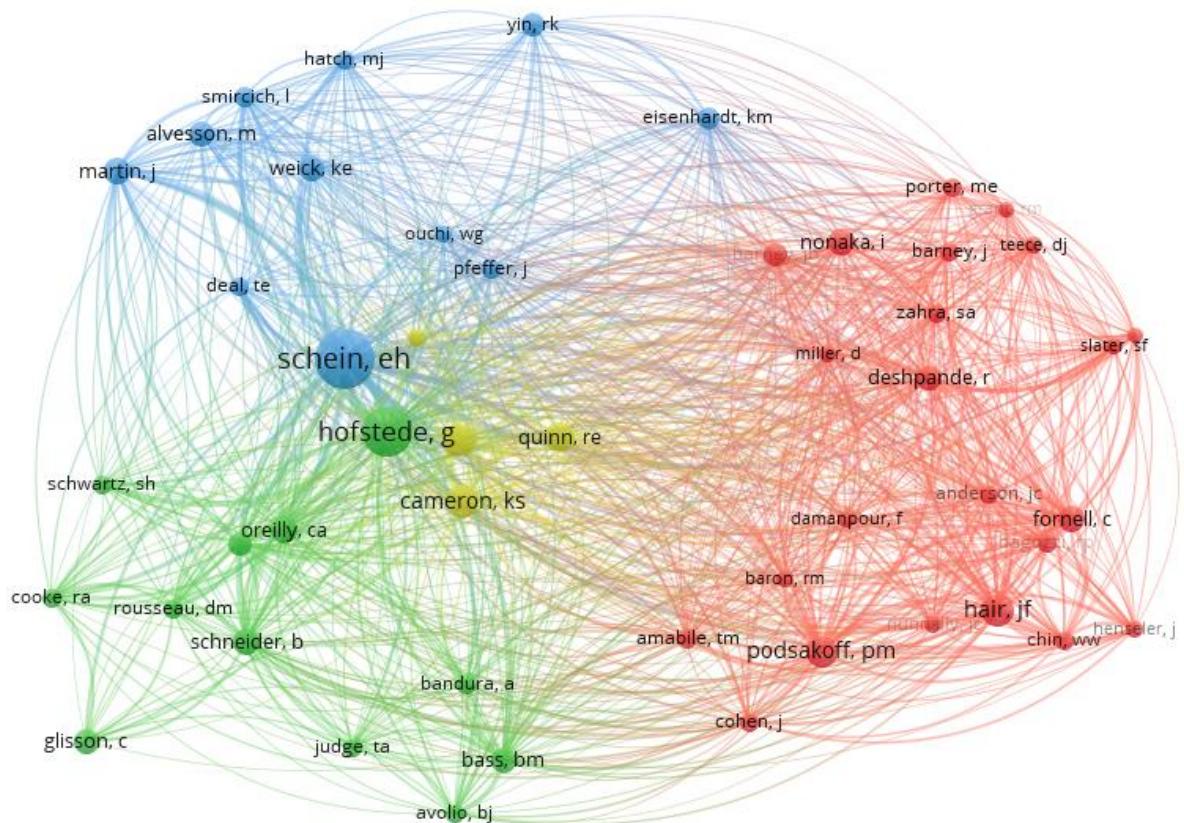 yin, rk
hatch, mj
smircich, l
eisenhardt, km
alvesson, m
martin, j
weick, ke
porter, me
ouchi, wg
nonaka, i
barney, j
teece, dj
pfeffer, j
deal, te
zahra, sa
slater, sf
miller, d
schein, eh
deshpande, r
hofstede, g
quinn, re
schwartz, sh
anderson, jc
cameron, ks
damanpour, f
fornell, c
oreilly, ca
baron, rm
cooke, ra
rousseau, dm
hair, jf
henseler, j
schneider, b
amabile, tm
chin, ww
podsakoff, pm
bandura, a
cohen, j
glisson, c
judge, ta
bass, bm
avolio, bj